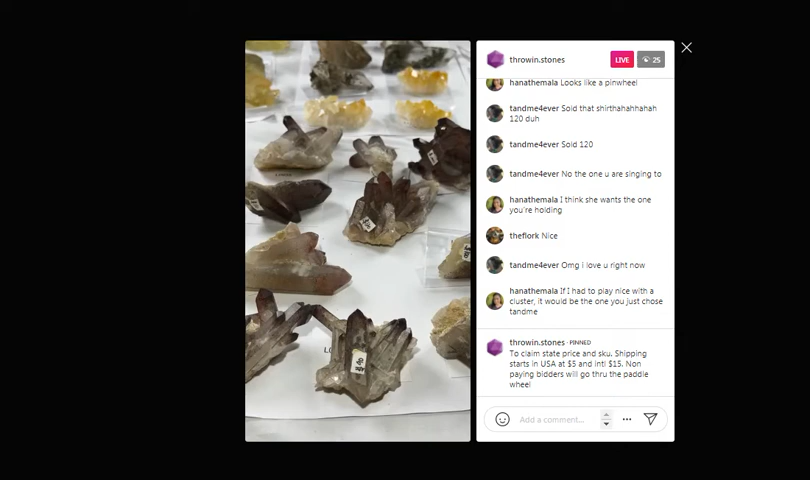 throwin.stones
LIVE
25
hanathemala Looks like a pinwheel
tandme4ever Sold that shirthahahhahah
120 duh
tandme4ever Sold 120
tandme4ever No the one u are singing to
hanathemala I think she wants the one
you're holding
theflork Nice
tandme4ever Omg i love u right now
hanathemala If I had to play nice with a
cluster, it would be the one you just chose
tandme
throwin.stones · PINNED
To claim state price and sku. Shipping
starts in USA at $5 and intl $15. Non
paying bidders will go thru the paddle
wheel
Add a comment...